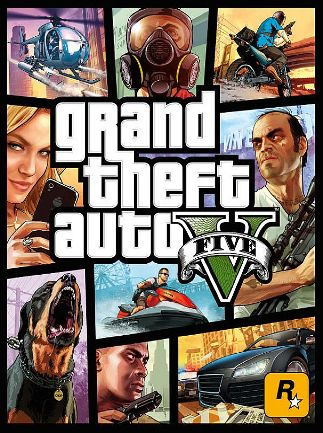 grand
theft
auto
V
FIVE
R★